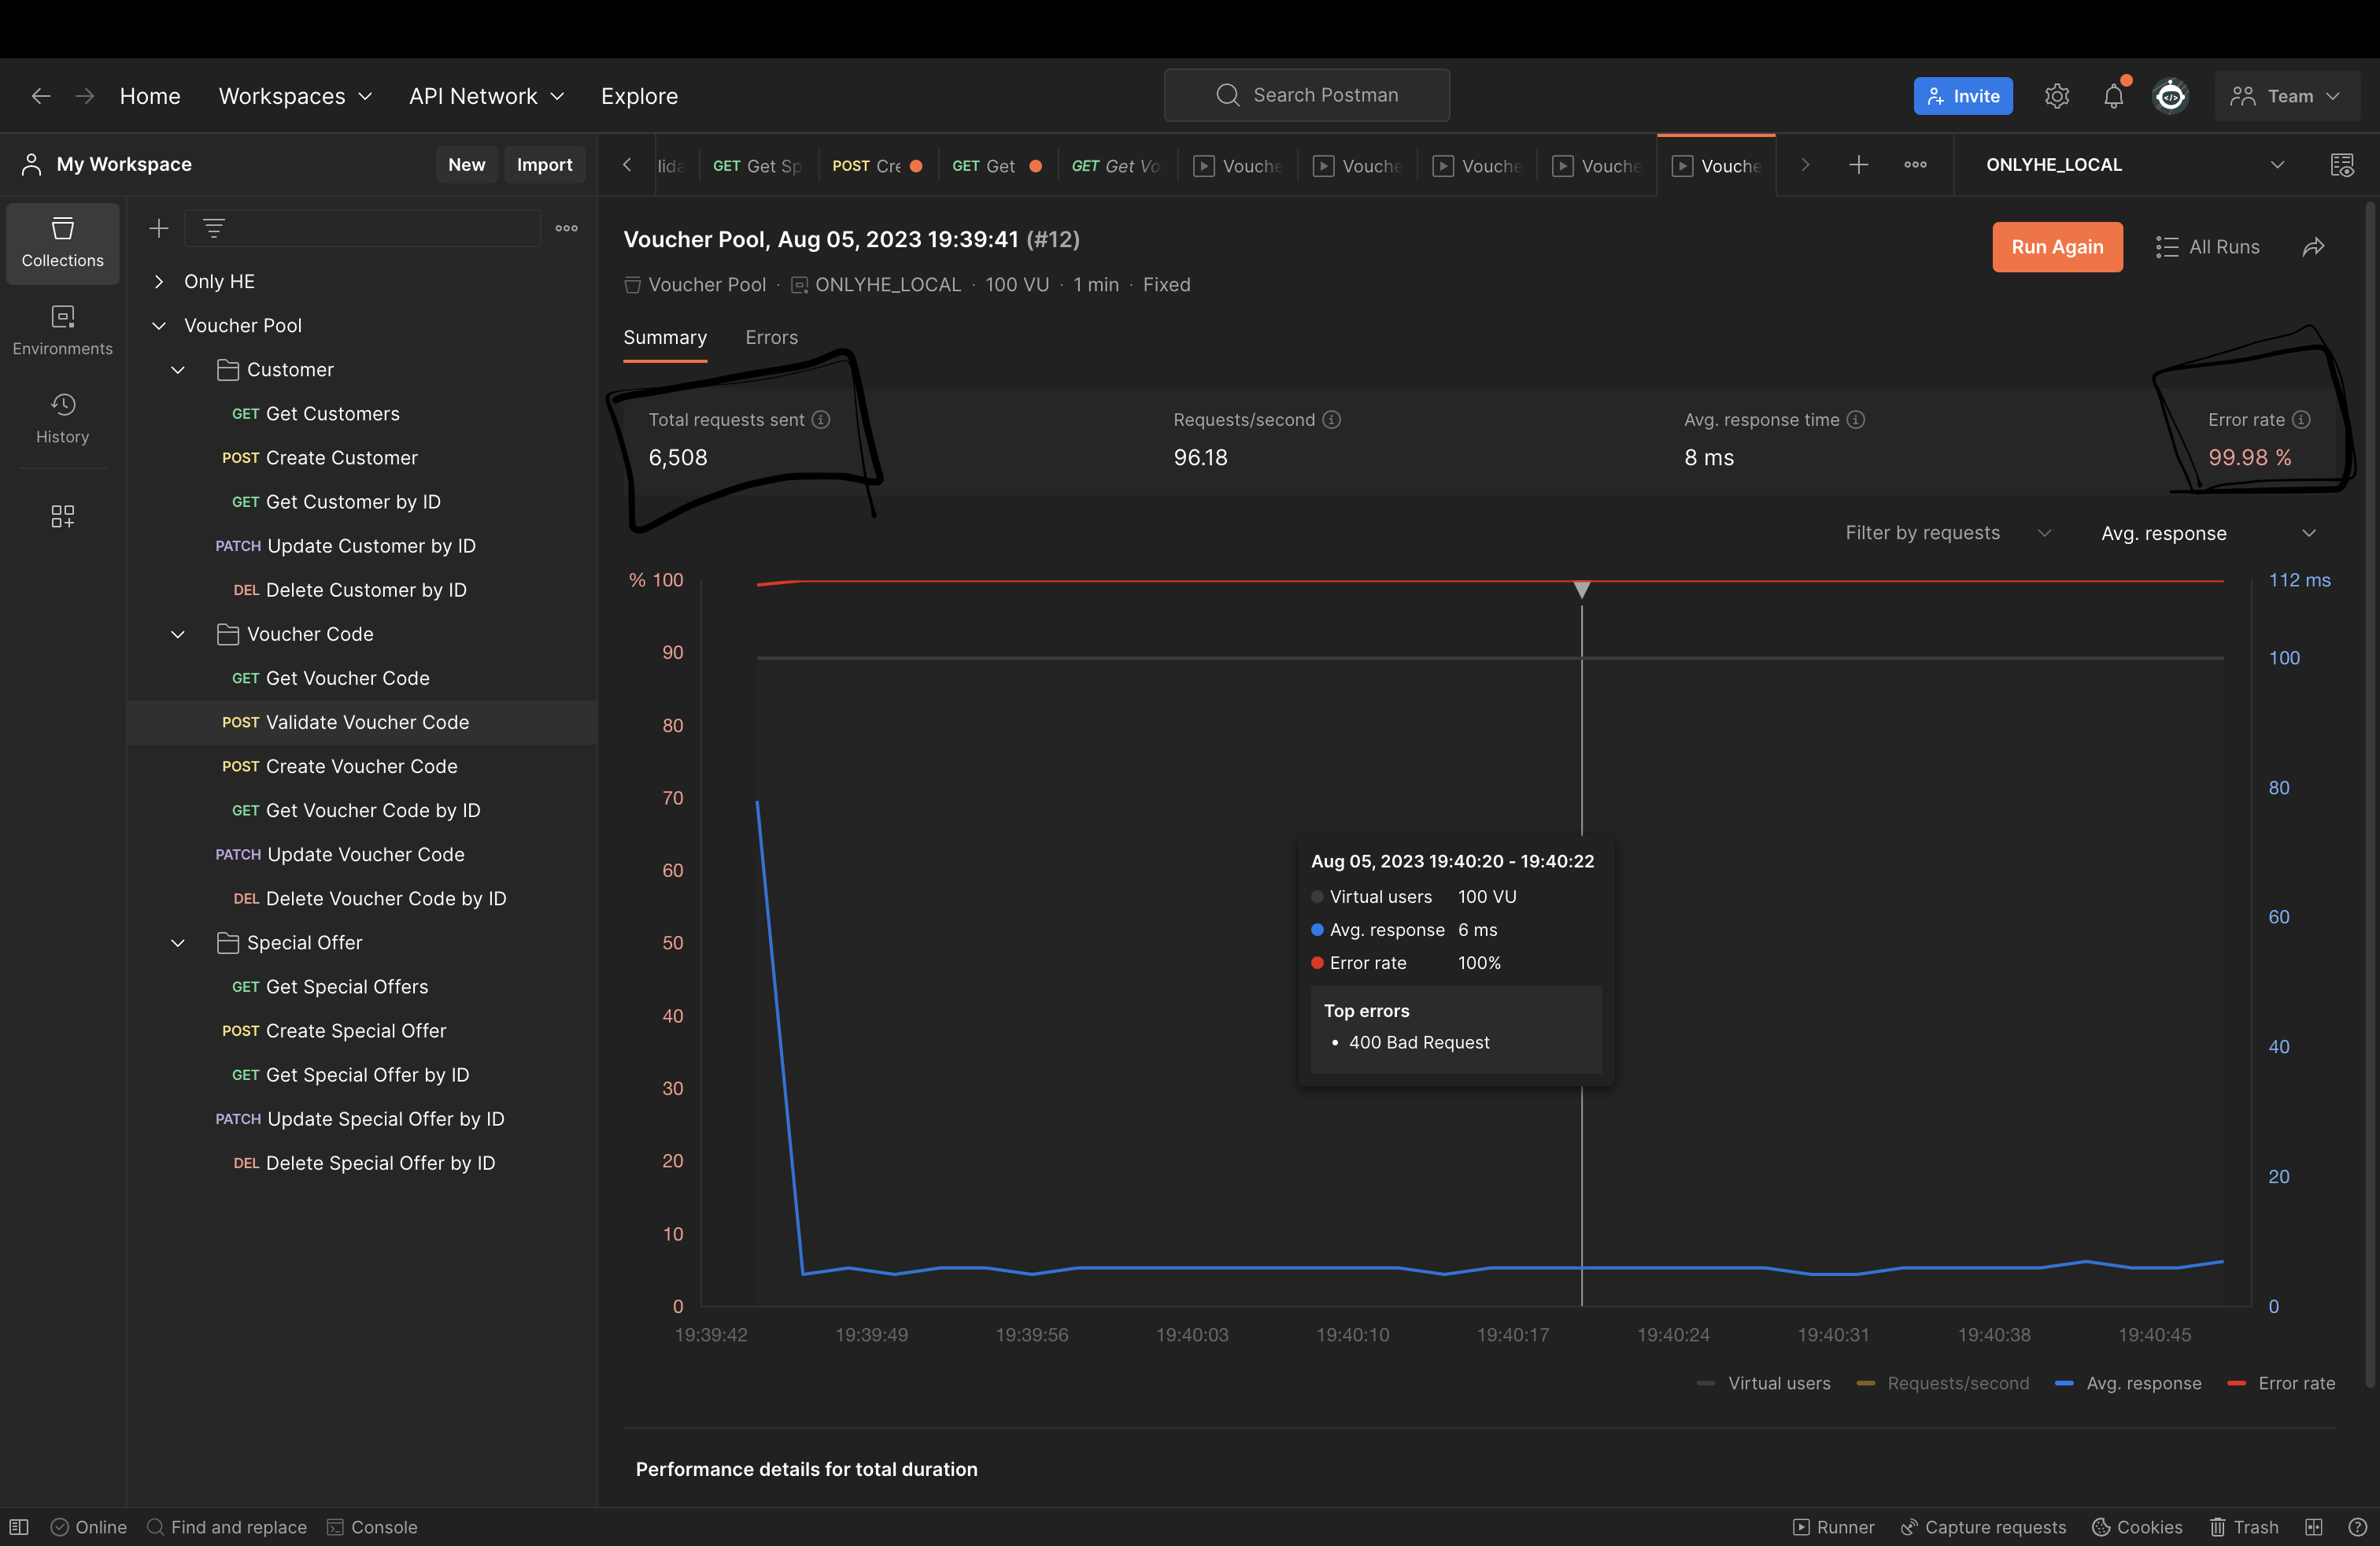 Home Workspaces API Network Explore Search Postman Invite Team
My Workspace New Import
GET Get Sp POST Cre GET Get GET Get Vo Vouche Vouche Vouche Vouche Vouche ONLYHE_LOCAL
Collections
Environments
History
Only HE
Voucher Pool
Customer
GET Get Customers
POST Create Customer
GET Get Customer by ID
PATCH Update Customer by ID
DEL Delete Customer by ID
Voucher Code
GET Get Voucher Code
POST Validate Voucher Code
POST Create Voucher Code
GET Get Voucher Code by ID
PATCH Update Voucher Code
DEL Delete Voucher Code by ID
Special Offer
GET Get Special Offers
POST Create Special Offer
GET Get Special Offer by ID
PATCH Update Special Offer by ID
DEL Delete Special Offer by ID
Voucher Pool, Aug 05, 2023 19:39:41 (#12)
Run Again All Runs
Voucher Pool · ONLYHE_LOCAL · 100 VU · 1 min · Fixed
Summary Errors
Total requests sent Requests/second Avg. response time Error rate
6,508 96.18 8 ms 99.98 %
Filter by requests Avg. response
% 100
90
80
70
60
50
40
30
20
10
0
112 ms
100
80
60
40
20
0
Aug 05, 2023 19:40:20 - 19:40:22
Virtual users 100 VU
Avg. response 6 ms
Error rate 100%
Top errors
• 400 Bad Request
19:39:42 19:39:49 19:39:56 19:40:03 19:40:10 19:40:17 19:40:24 19:40:31 19:40:38 19:40:45
Virtual users Requests/second Avg. response Error rate
Performance details for total duration
Online Find and replace Console Runner Capture requests Cookies Trash